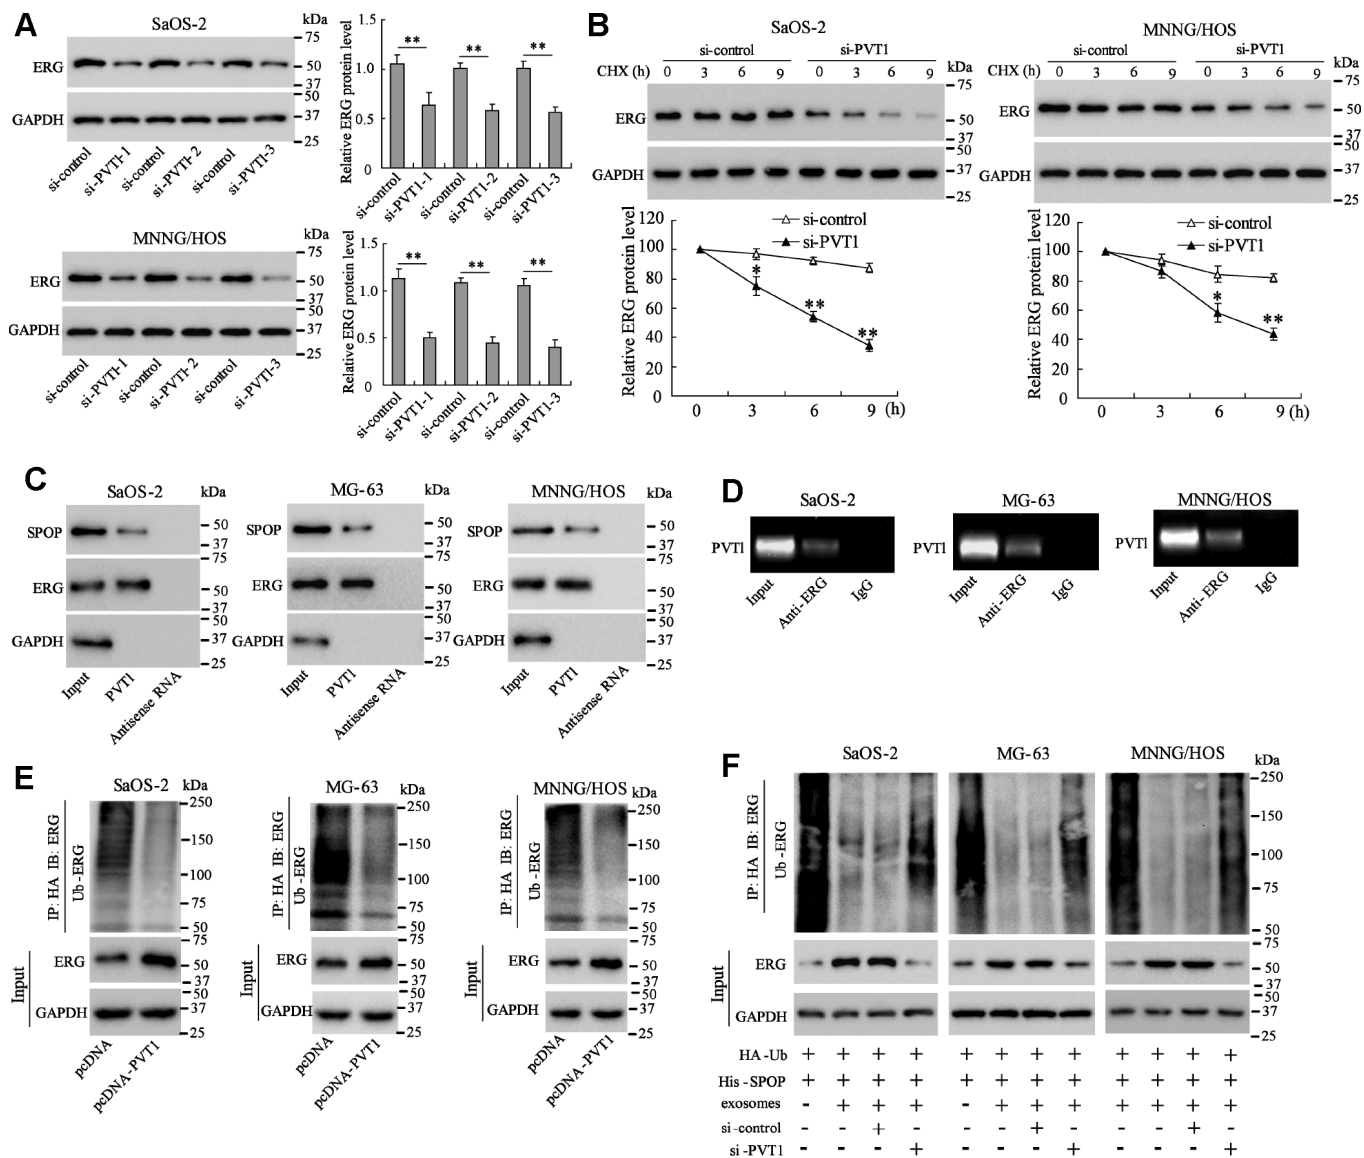 A
SaOS-2
kDa
ERG
GAPDH
75
50
37
50
37
25
si-control
si-PVTl-1
si-control
si-PVTl-2
si-control
si-PVTl-3
Relative ERG protein level
1.5
1.0
0.5
0
**
**
**
si-control
si-PVT1-1
si-control
si-PVT1-2
si-control
si-PVT1-3
MNNG/HOS
kDa
ERG
GAPDH
75
50
37
50
37
25
si-control
si-PVTl-1
si-control
si-PVTl-2
si-control
si-PVTl-3
Relative ERG protein level
1.5
1.0
0.5
0
**
**
**
si-control
si-PVT1-1
si-control
si-PVT1-2
si-control
si-PVT1-3
B
SaOS-2
si-control si-PVT1
CHX (h) 0 3 6 9 0 3 6 9
kDa
ERG
GAPDH
75
50
37
50
37
25
Relative ERG protein level
120
100
80
60
40
20
0
si-control
si-PVT1
*
**
**
0 3 6 9 (h)
MNNG/HOS
si-control si-PVT1
CHX (h) 0 3 6 9 0 3 6 9
kDa
ERG
GAPDH
75
50
37
50
37
25
Relative ERG protein level
120
100
80
60
40
20
0
si-control
si-PVT1
*
**
0 3 6 9 (h)
C
SaOS-2 kDa
SPOP
ERG
GAPDH
50
37
75
50
37
50
37
25
Input
PVT1
Antisense RNA
MG-63 kDa
SPOP
ERG
GAPDH
50
37
75
50
37
50
37
25
Input
PVT1
Antisense RNA
MNNG/HOS kDa
SPOP
ERG
GAPDH
50
37
75
50
37
50
37
25
Input
PVT1
Antisense RNA
D
SaOS-2
PVTl
Input
Anti-ERG
IgG
MG-63
PVTl
Input
Anti-ERG
IgG
MNNG/HOS
PVTl
Input
Anti-ERG
IgG
E
SaOS-2 kDa
IP: HA IB: ERG
Ub-ERG
250
150
100
75
50
Input
ERG
GAPDH
75
50
37
50
37
25
pcDNA
pcDNA-PVT1
MG-63 kDa
IP: HA IB: ERG
Ub-ERG
250
150
100
75
50
Input
ERG
GAPDH
75
50
37
50
37
25
pcDNA
pcDNA-PVT1
MNNG/HOS kDa
IP: HA IB: ERG
Ub-ERG
250
150
100
75
50
Input
ERG
GAPDH
75
50
37
50
37
25
pcDNA
pcDNA-PVT1
F
SaOS-2 MG-63 MNNG/HOS kDa
IP: HA IB: ERG
Ub-ERG
250
150
100
75
50
Input
ERG
GAPDH
75
50
37
50
37
25
HA-Ub + + + + + + + + + + + +
His-SPOP + + + + + + + + + + + +
exosomes - + + + - + + + + + + +
si-control - - + - - - + - - - + -
si-PVT1 - - - + - - - + - - - +